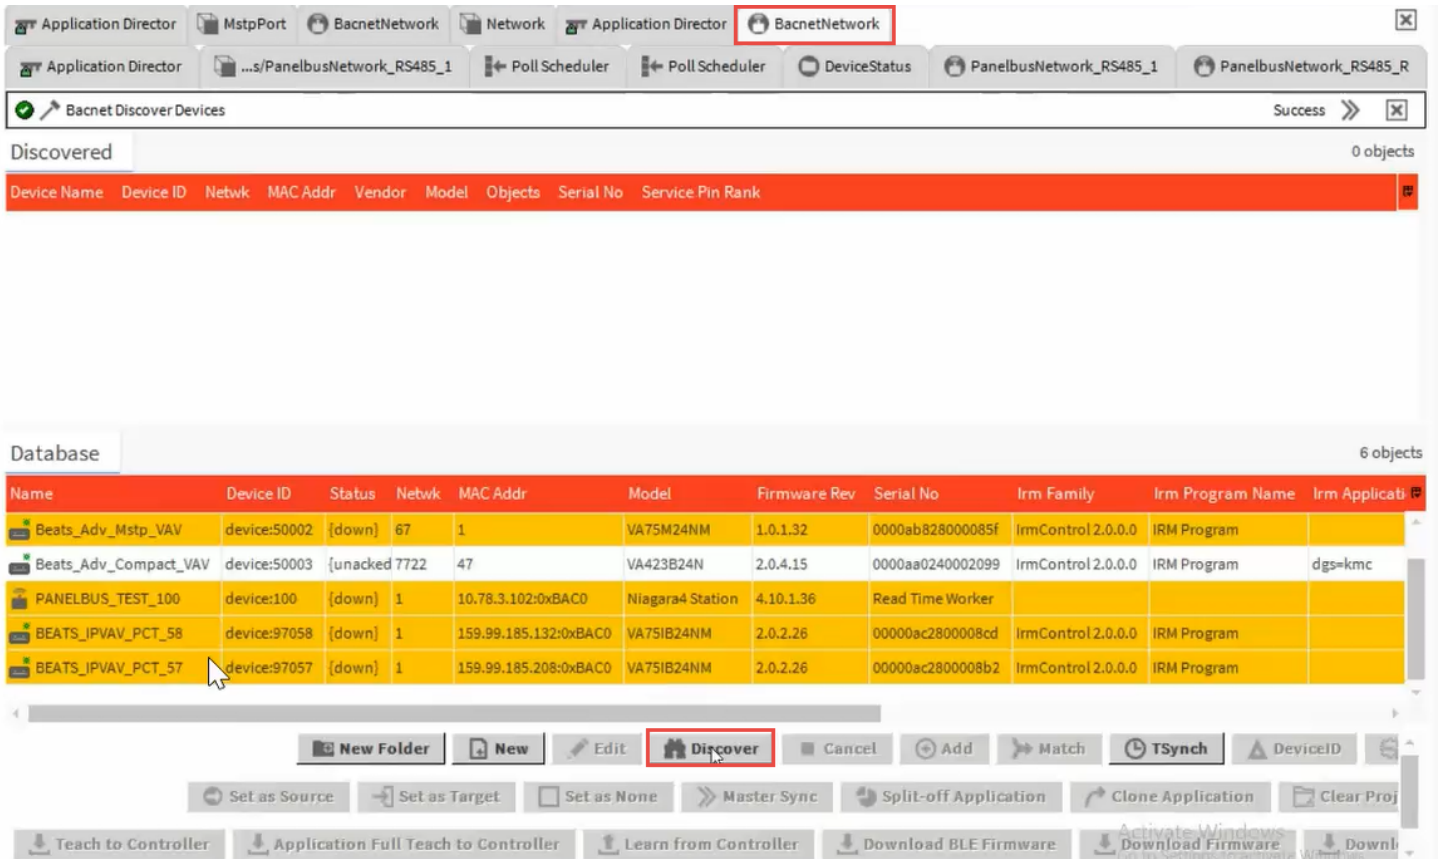 Application Director MstpPort BacnetNetwork Network Application Director BacnetNetwork
Application Director ...s/PanelbusNetwork_RS485_1 Poll Scheduler Poll Scheduler DeviceStatus PanelbusNetwork_RS485_1 PanelbusNetwork_RS485_R
Bacnet Discover Devices Success
Discovered 0 objects
Device Name Device ID Netwk MAC Addr Vendor Model Objects Serial No Service Pin Rank
Database 6 objects
Name Device ID Status Netwk MAC Addr Model Firmware Rev Serial No Irm Family Irm Program Name Irm Applicati
Beats_Adv_Mstp_VAV device:50002 {down} 67 1 VA75M24NM 1.0.1.32 0000ab828000085f IrmControl 2.0.0.0 IRM Program
Beats_Adv_Compact_VAV device:50003 {unacked 7722 47 VA423B24N 2.0.4.15 0000aa0240002099 IrmControl 2.0.0.0 IRM Program dgs=kmc
PANELBUS_TEST_100 device:100 {down} 1 10.78.3.102:0xBAC0 Niagara4 Station 4.10.1.36 Read Time Worker
BEATS_IPVAV_PCT_58 device:97058 {down} 1 159.99.185.132:0xBAC0 VA75IB24NM 2.0.2.26 00000ac2800008cd IrmControl 2.0.0.0 IRM Program
BEATS_IPVAV_PCT_57 device:97057 {down} 1 159.99.185.208:0xBAC0 VA75IB24NM 2.0.2.26 00000ac2800008b2 IrmControl 2.0.0.0 IRM Program
New Folder New Edit Discover Cancel Add Match TSynch DeviceID
Set as Source Set as Target Set as None Master Sync Split-off Application Clone Application Clear Proj
Activate Windows
Teach to Controller Application Full Teach to Controller Learn from Controller Download BLE Firmware Download Firmware Downl